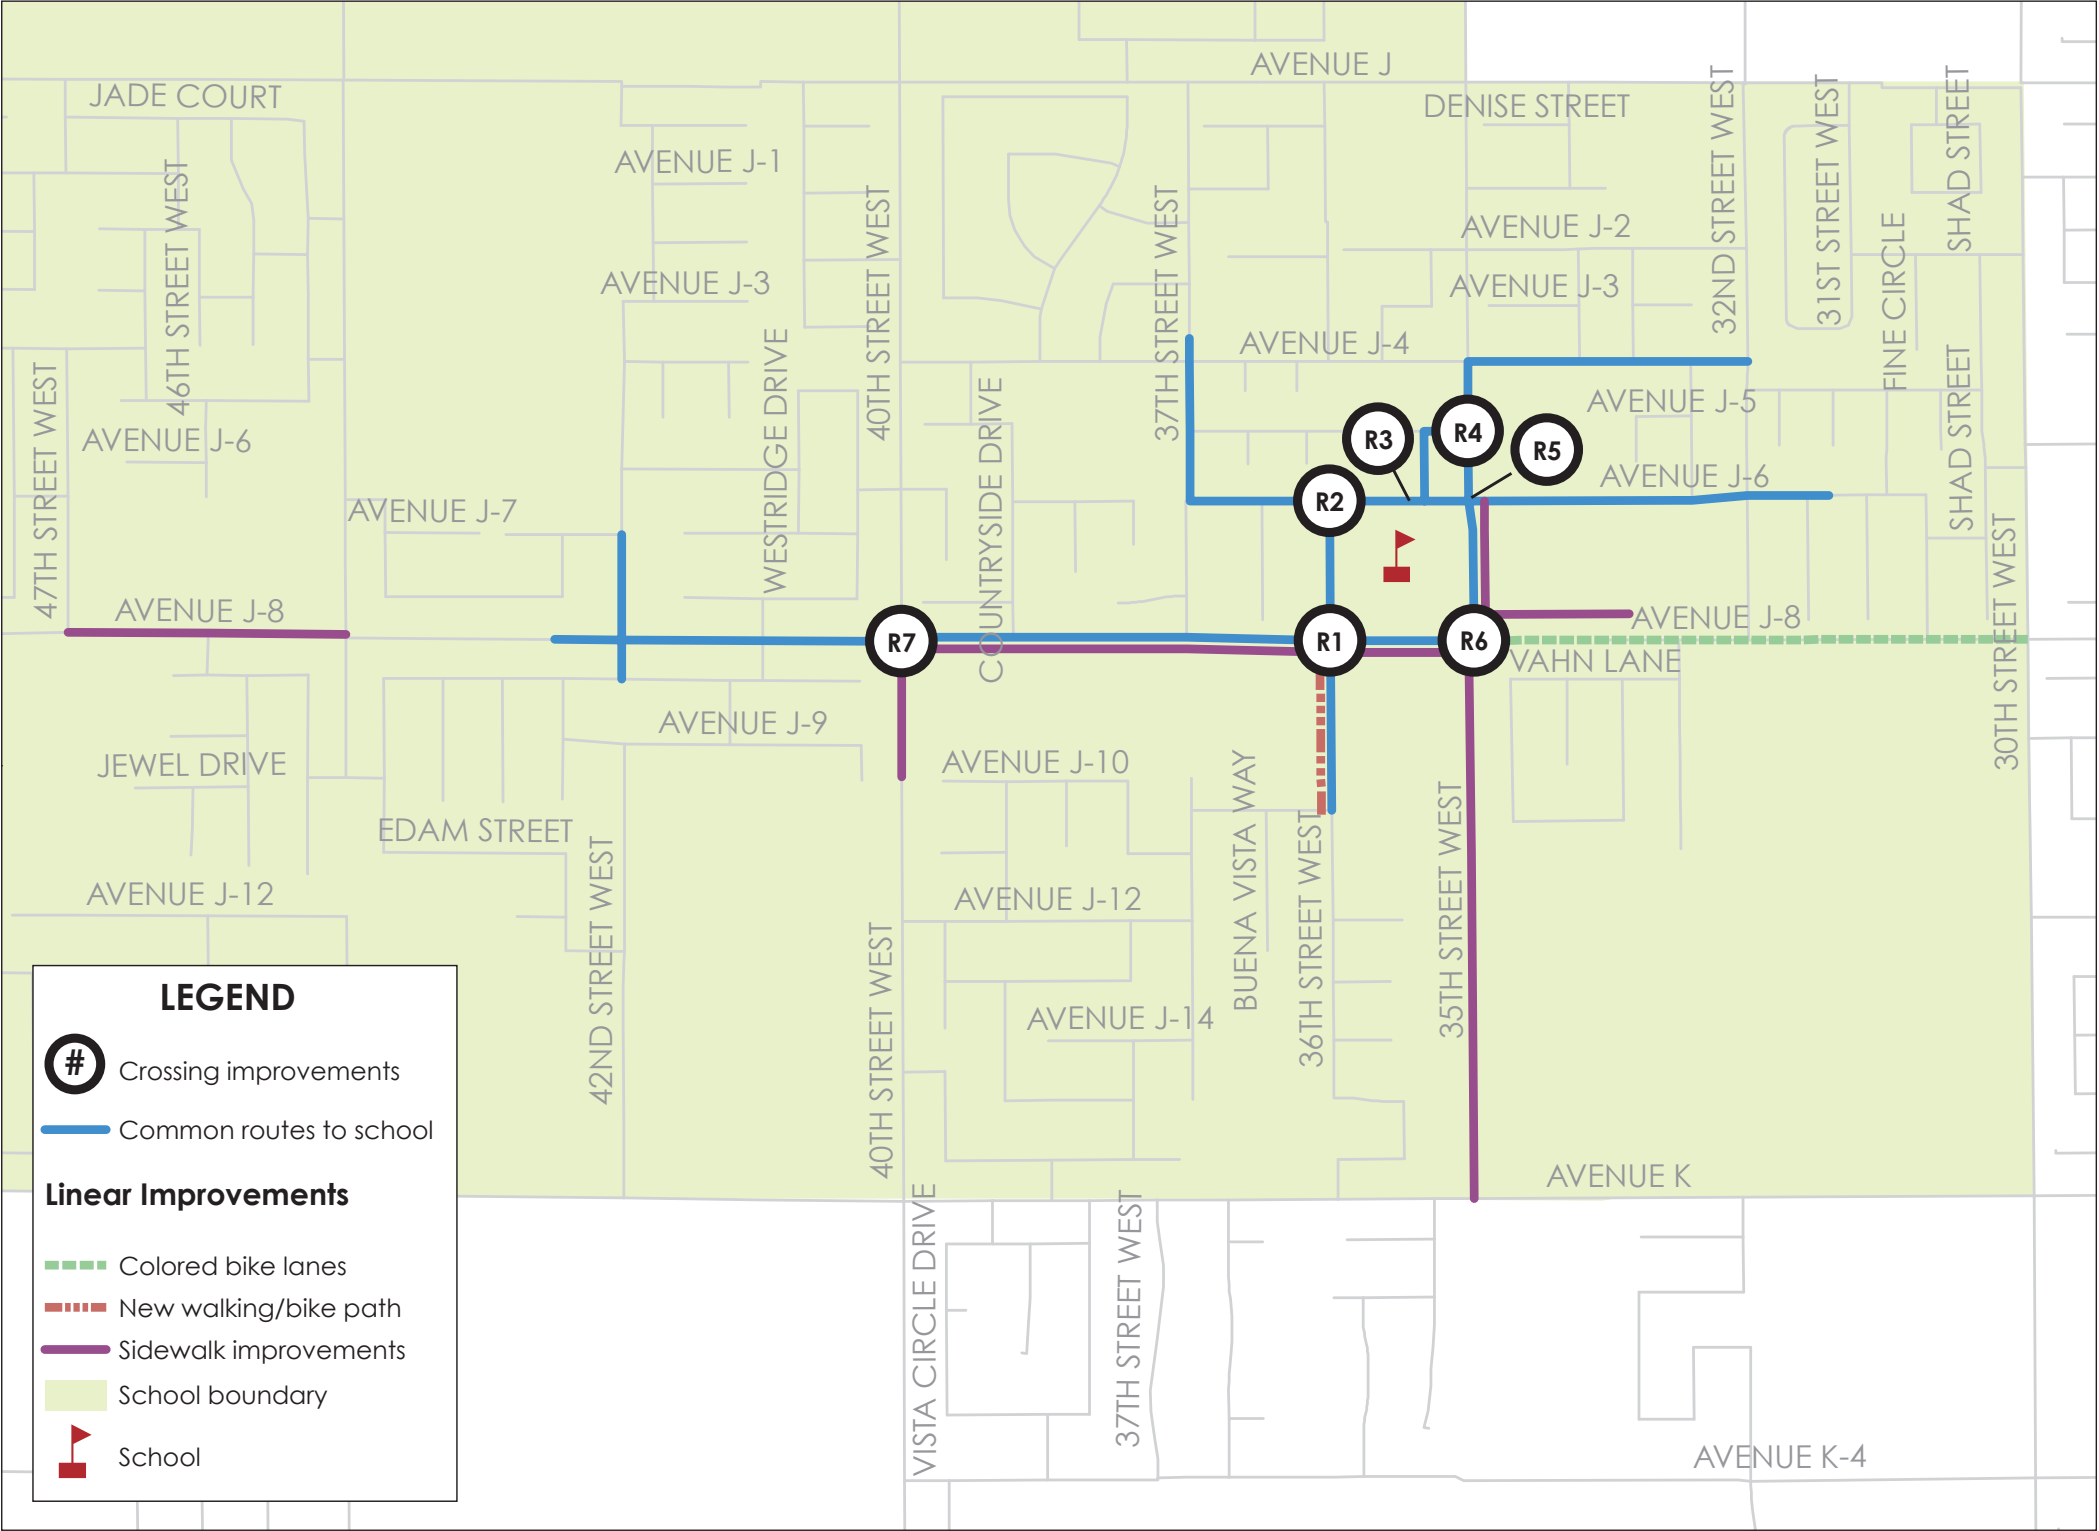 AVENUE J
JADE COURT
DENISE STREET
32ND STREET WEST
31ST STREET WEST
SHAD STREET
AVENUE J-1
46TH STREET WEST
40TH STREET WEST
37TH STREET WEST
AVENUE J-2
FINE CIRCLE
AVENUE J-3
AVENUE J-3
WESTRIDGE DRIVE
AVENUE J-4
47TH STREET WEST
COUNTRYSIDE DRIVE
AVENUE J-5
SHAD STREET
AVENUE J-6
R3
R4
R5
AVENUE J-6
R2
AVENUE J-7
30TH STREET WEST
AVENUE J-8
AVENUE J-8
R7
R1
R6
VAHN LANE
AVENUE J-9
JEWEL DRIVE
AVENUE J-10
BUENA VISTA WAY
EDAM STREET
36TH STREET WEST
35TH STREET WEST
42ND STREET WEST
AVENUE J-12
AVENUE J-12
40TH STREET WEST
AVENUE J-14
AVENUE K
VISTA CIRCLE DRIVE
37TH STREET WEST
AVENUE K-4
LEGEND
# Crossing improvements
Common routes to school
Linear Improvements
Colored bike lanes
New walking/bike path
Sidewalk improvements
School boundary
School